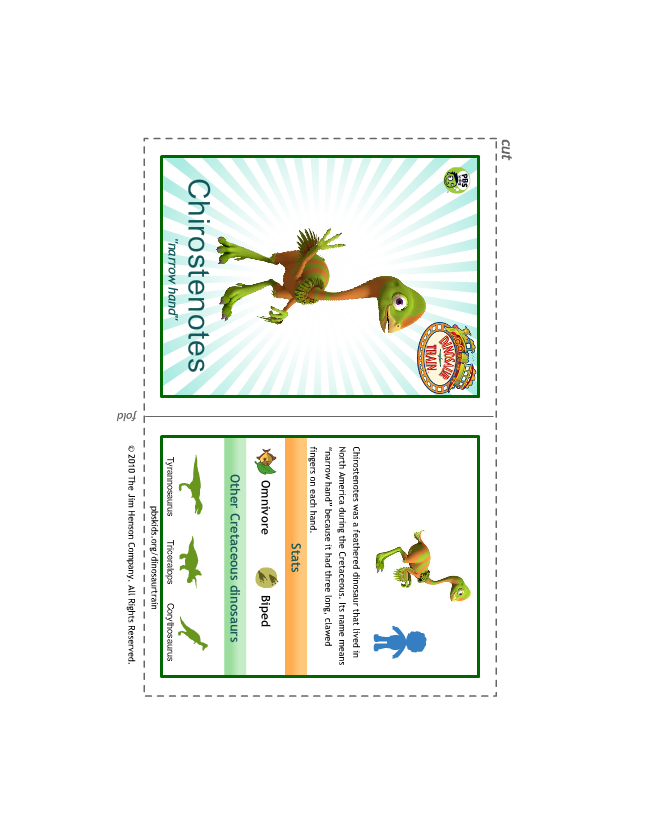 cut
PBS
KIDS
DINOSAUR
TRAIN
Chirostenotes
"narrow hand"
fold
Chirostenotes was a feathered dinosaur that lived in
North America during the Cretaceous. Its name means
"narrow hand" because it had three long, clawed
fingers on each hand.
Stats
Omnivore Biped
Other Cretaceous dinosaurs
Tyrannosaurus Triceratops Corythosaurus
pbskids.org/dinosaurtrain
© 2010 The Jim Henson Company. All Rights Reserved.